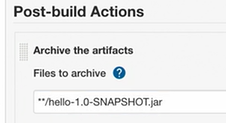 Post-build Actions
Archive the artifacts
Files to archive ?
**/hello-1.0-SNAPSHOT.jar